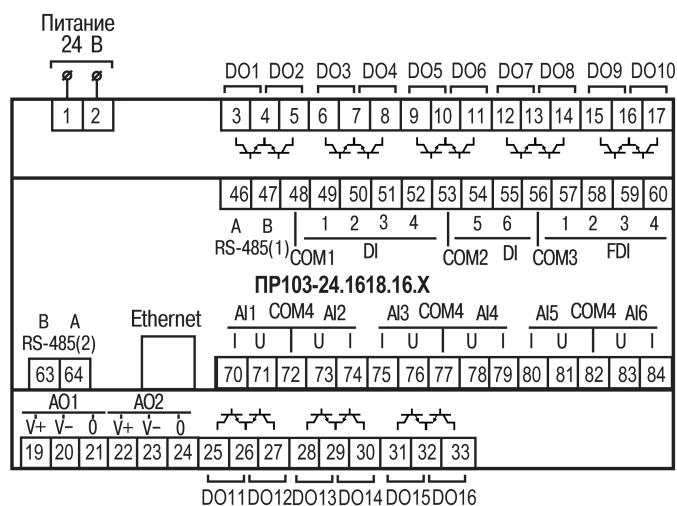 Питание
24 В
DO1 DO2 DO3 DO4 DO5 DO6 DO7 DO8 DO9 DO10
1 2 3 4 5 6 7 8 9 10 11 12 13 14 15 16 17
46 47 48 49 50 51 52 53 54 55 56 57 58 59 60
A B 1 2 3 4 5 6 1 2 3 4
RS-485(1) COM1 DI COM2 DI COM3 FDI
ПР103-24.1618.16.X
B A Ethernet AI1 COM4 AI2 AI3 COM4 AI4 AI5 COM4 AI6
RS-485(2) I U U I I U U I I U U I
63 64 70 71 72 73 74 75 76 77 78 79 80 81 82 83 84
AO1 AO2
V+ V- 0 V+ V- 0
19 20 21 22 23 24 25 26 27 28 29 30 31 32 33
DO11 DO12 DO13 DO14 DO15 DO16